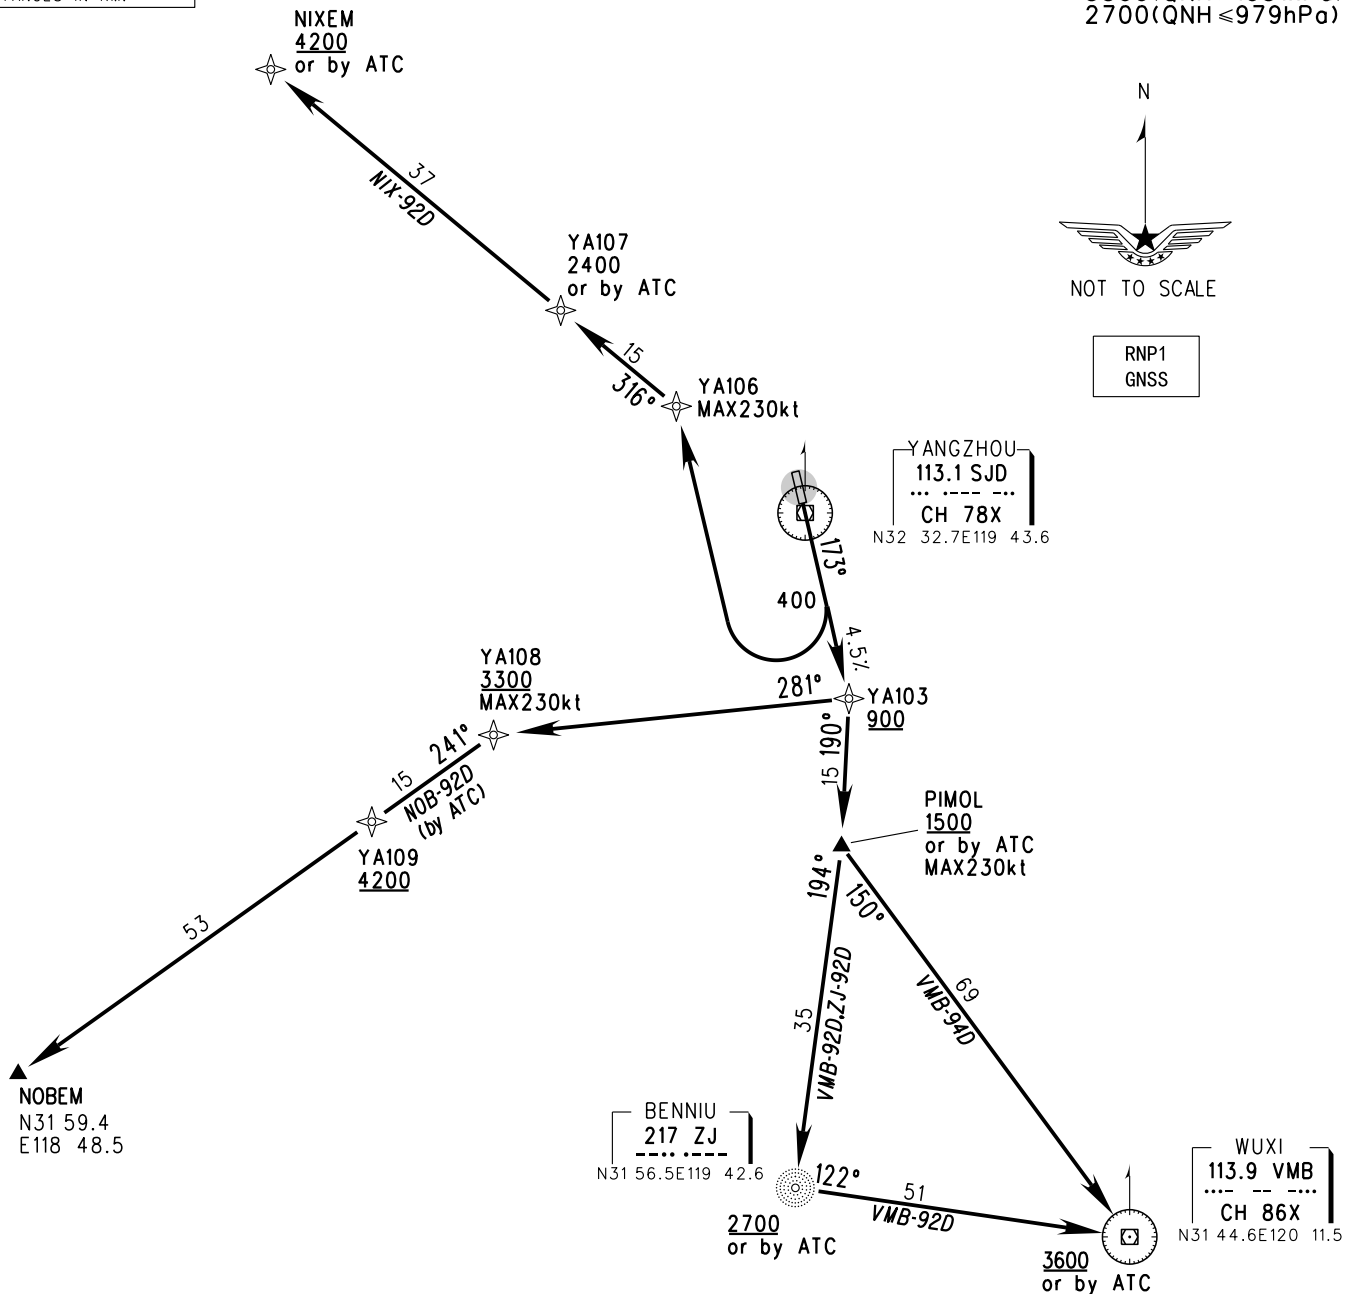 2700(QNH≤979hPa)
NIXEM
4200
or by ATC
N
37
NIX-92D
YA107
2400
or by ATC
NOT TO SCALE
RNP1
GNSS
15
316°
YA106
MAX230kt
YANGZHOU
113.1 SJD
CH 78X
N32 32.7E119 43.6
173°
400
4.5%
YA108
3300
MAX230kt
281°
YA103
900
241°
15
NOB-92D
(by ATC)
190°
15
PIMOL
1500
or by ATC
MAX230kt
YA109
4200
194°
150°
53
35
VMB-92D,ZJ-92D
69
VMB-94D
NOBEM
N31 59.4
E118 48.5
BENNIU
217 ZJ
N31 56.5E119 42.6
122°
51
VMB-92D
2700
or by ATC
WUXI
113.9 VMB
CH 86X
N31 44.6E120 11.5
3600
or by ATC